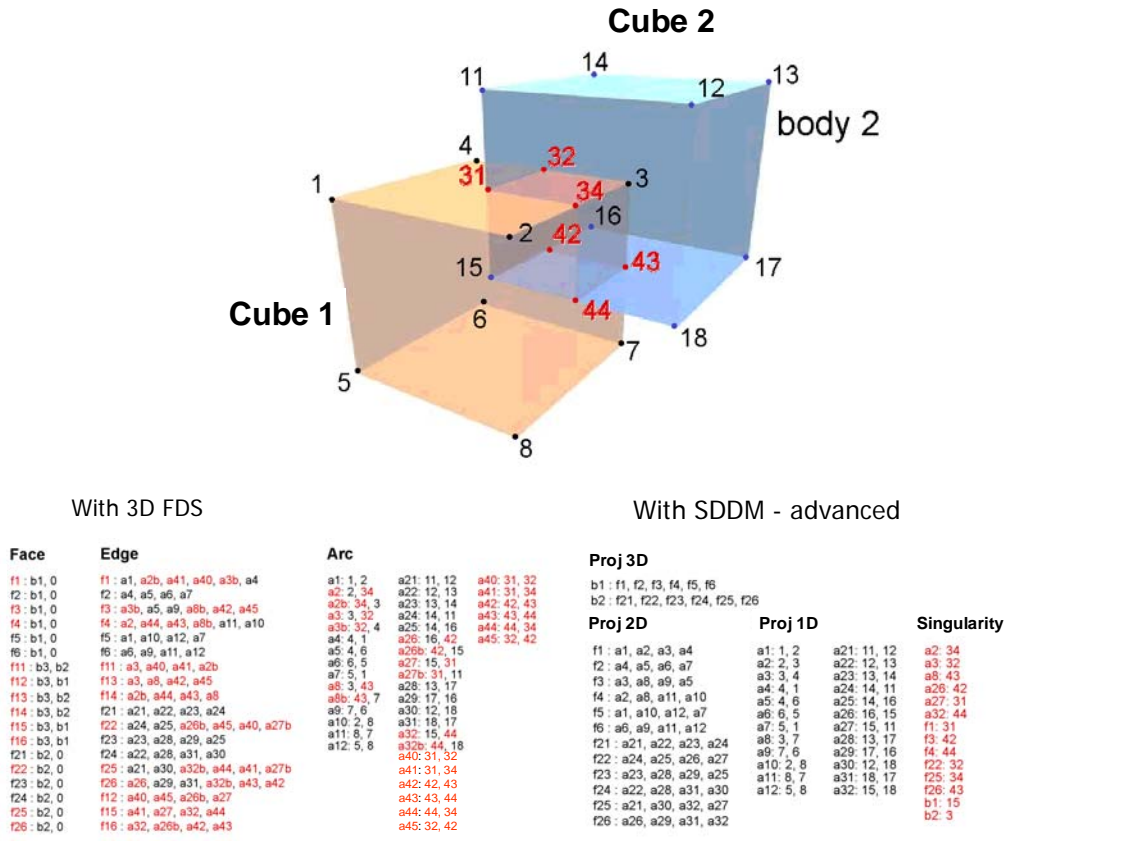 Cube 2
14
11
13
12
body 2
4
32
31
3
1
34
16
2
42
15
43
17
Cube 1
44
6
18
7
5
8
With 3D FDS
Face
f1 : b1, 0
f2 : b1, 0
f3 : b1, 0
f4 : b1, 0
f5 : b1, 0
f6 : b1, 0
f11 : b3, b2
f12 : b3, b1
f13 : b3, b2
f14 : b3, b2
f15 : b3, b1
f16 : b3, b1
f21 : b2, 0
f22 : b2, 0
f23 : b2, 0
f24 : b2, 0
f25 : b2, 0
f26 : b2, 0
Edge
f1 : a1, a2b, a41, a40, a3b, a4
f2 : a4, a5, a6, a7
f3 : a3b, a5, a9, a8b, a42, a45
f4 : a2, a44, a43, a8b, a11, a10
f5 : a1, a10, a12, a7
f6 : a6, a9, a11, a12
f11 : a3, a40, a41, a2b
f13 : a3, a8, a42, a45
f14 : a2b, a44, a43, a8
f21 : a21, a22, a23, a24
f22 : a24, a25, a26b, a45, a40, a27b
f23 : a23, a28, a29, a25
f24 : a22, a28, a31, a30
f25 : a21, a30, a32b, a44, a41, a27b
f26 : a26, a29, a31, a32b, a43, a42
f12 : a40, a45, a26b, a27
f15 : a41, a27, a32, a44
f16 : a32, a26b, a42, a43
Arc
a1: 1, 2
a2: 2, 34
a2b: 34, 3
a3: 3, 32
a3b: 32, 4
a4: 4, 1
a5: 4, 6
a6: 6, 5
a7: 5, 1
a8: 3, 43
a8b: 43, 7
a9: 7, 6
a10: 2, 8
a11: 8, 7
a12: 5, 8
a21: 11, 12
a22: 12, 13
a23: 13, 14
a24: 14, 11
a25: 14, 16
a26: 16, 42
a26b: 42, 15
a27: 15, 31
a27b: 31, 11
a28: 13, 17
a29: 17, 16
a30: 12, 18
a31: 18, 17
a32: 15, 44
a32b: 44, 18
a40: 31, 32
a41: 31, 34
a42: 42, 43
a43: 43, 44
a44: 44, 34
a45: 32, 42
a40: 31, 32
a41: 31, 34
a42: 42, 43
a43: 43, 44
a44: 44, 34
a45: 32, 42
With SDDM - advanced
Proj 3D
b1 : f1, f2, f3, f4, f5, f6
b2 : f21, f22, f23, f24, f25, f26
Proj 2D
f1 : a1, a2, a3, a4
f2 : a4, a5, a6, a7
f3 : a3, a8, a9, a5
f4 : a2, a8, a11, a10
f5 : a1, a10, a12, a7
f6 : a6, a9, a11, a12
f21 : a21, a22, a23, a24
f22 : a24, a25, a26, a27
f23 : a23, a28, a29, a25
f24 : a22, a28, a31, a30
f25 : a21, a30, a32, a27
f26 : a26, a29, a31, a32
Proj 1D
a1: 1, 2
a2: 2, 3
a3: 3, 4
a4: 4, 1
a5: 4, 6
a6: 6, 5
a7: 5, 1
a8: 3, 7
a9: 7, 6
a10: 2, 8
a11: 8, 7
a12: 5, 8
a21: 11, 12
a22: 12, 13
a23: 13, 14
a24: 14, 11
a25: 14, 16
a26: 16, 15
a27: 15, 11
a28: 13, 17
a29: 17, 16
a30: 12, 18
a31: 18, 17
a32: 15, 18
Singularity
a2: 34
a3: 32
a8: 43
a26: 42
a27: 31
a32: 44
f1: 31
f3: 42
f4: 44
f22: 32
f25: 34
f26: 43
b1: 15
b2: 3